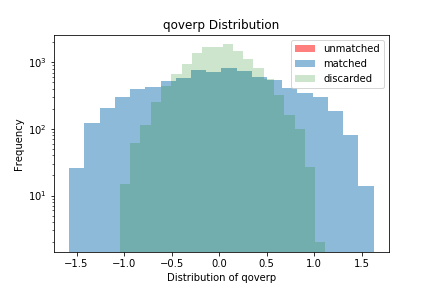 qoverp Distribution
unmatched
matched
discarded
10³
10²
10¹
Frequency
−1.5 −1.0 −0.5 0.0 0.5 1.0 1.5
Distribution of qoverp